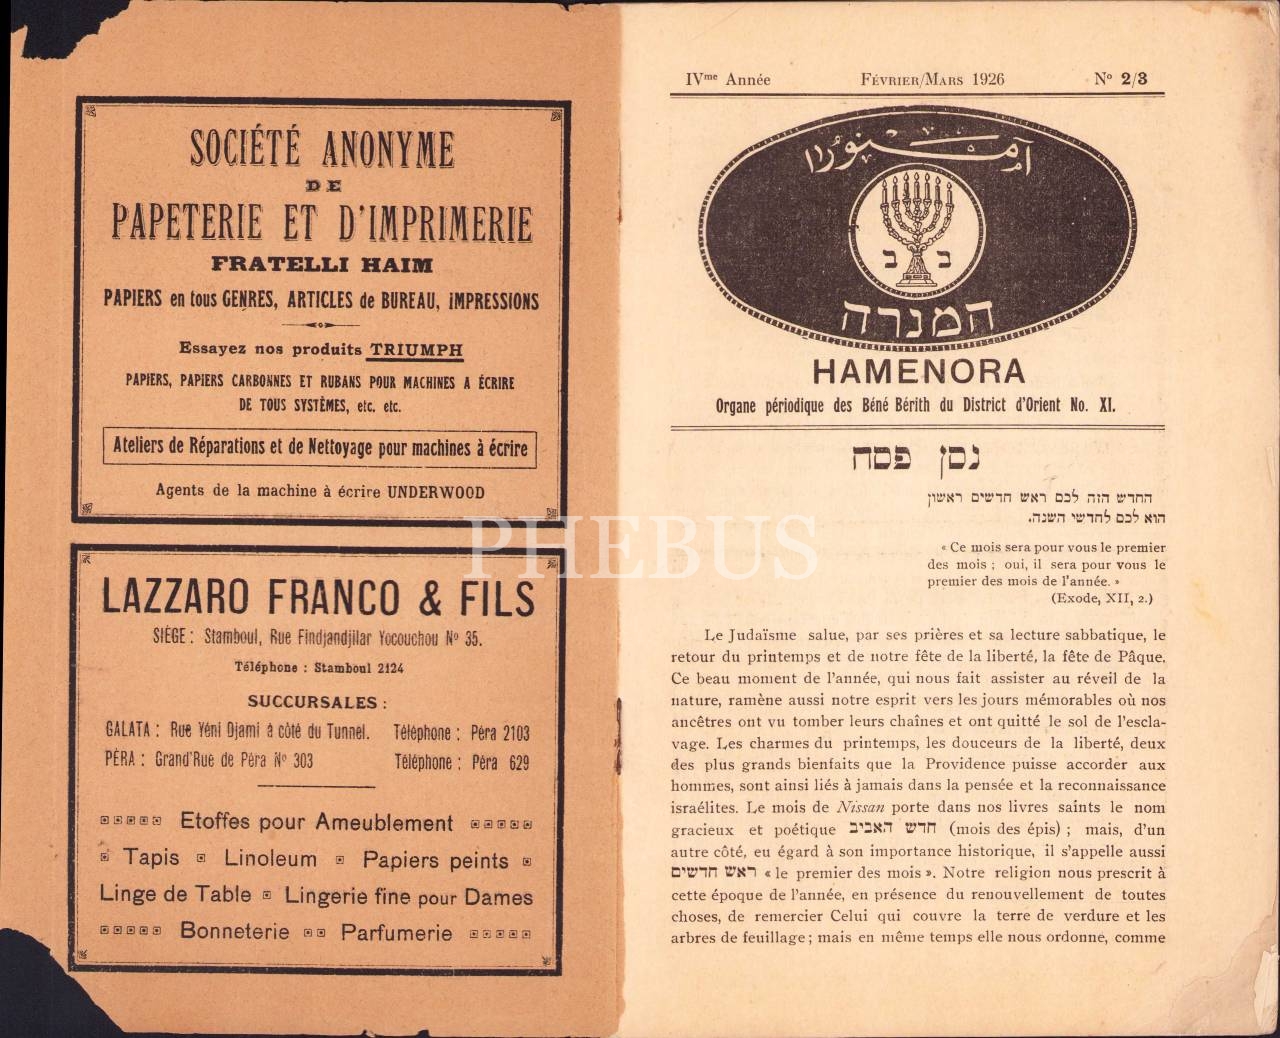 SOCIÉTÉ ANONYME
DE
PAPETERIE ET D'IMPRIMERIE
FRATELLI HAIM
PAPIERS en tous GENRES, ARTICLES de BUREAU, IMPRESSIONS
Essayez nos produits TRIUMPH
PAPIERS, PAPIERS CARBONNES ET RUBANS POUR MACHINES A ÉCRIRE
DE TOUS SYSTÈMES, etc. etc.
Ateliers de Réparations et de Nettoyage pour machines à écrire
Agents de la machine à écrire UNDERWOOD
LAZZARO FRANCO & FILS
SIÈGE : Stamboul, Rue Findjandjilar Yocouchou Nº 35.
Téléphone : Stamboul 2124
SUCCURSALES :
GALATA : Rue Yéni Djami à côté du Tunnel. Téléphone : Péra 2103
PÉRA : Grand'Rue de Péra Nº 303 Téléphone : Péra 629
Etoffes pour Ameublement
Tapis Linoleum Papiers peints
Linge de Table Lingerie fine pour Dames
Bonneterie Parfumerie
PHEBUS
IVme Année FÉVRIER/MARS 1926 Nº 2/3
ב ב
המנרה
HAMENORA
Organe périodique des Béné Bérith du District d'Orient No. XI.
נסן פסח
החדש הזה לכם ראש חדשים ראשון
הוא לכם לחדשי השנה.
« Ce mois sera pour vous le premier
des mois ; oui, il sera pour vous le
premier des mois de l'année. »
(Exode, XII, 2.)
Le Judaïsme salue, par ses prières et sa lecture sabbatique, le
retour du printemps et de notre fête de la liberté, la fête de Pâque.
Ce beau moment de l'année, qui nous fait assister au réveil de la
nature, ramène aussi notre esprit vers les jours mémorables où nos
ancêtres ont vu tomber leurs chaînes et ont quitté le sol de l'escla-
vage. Les charmes du printemps, les douceurs de la liberté, deux
des plus grands bienfaits que la Providence puisse accorder aux
hommes, sont ainsi liés à jamais dans la pensée et la reconnaissance
israélites. Le mois de Nissan porte dans nos livres saints le nom
gracieux et poétique חדש האביב (mois des épis) ; mais, d'un
autre côté, eu égard à son importance historique, il s'appelle aussi
ראש חדשים « le premier des mois ». Notre religion nous prescrit à
cette époque de l'année, en présence du renouvellement de toutes
choses, de remercier Celui qui couvre la terre de verdure et les
arbres de feuillage ; mais en même temps elle nous ordonne, comme